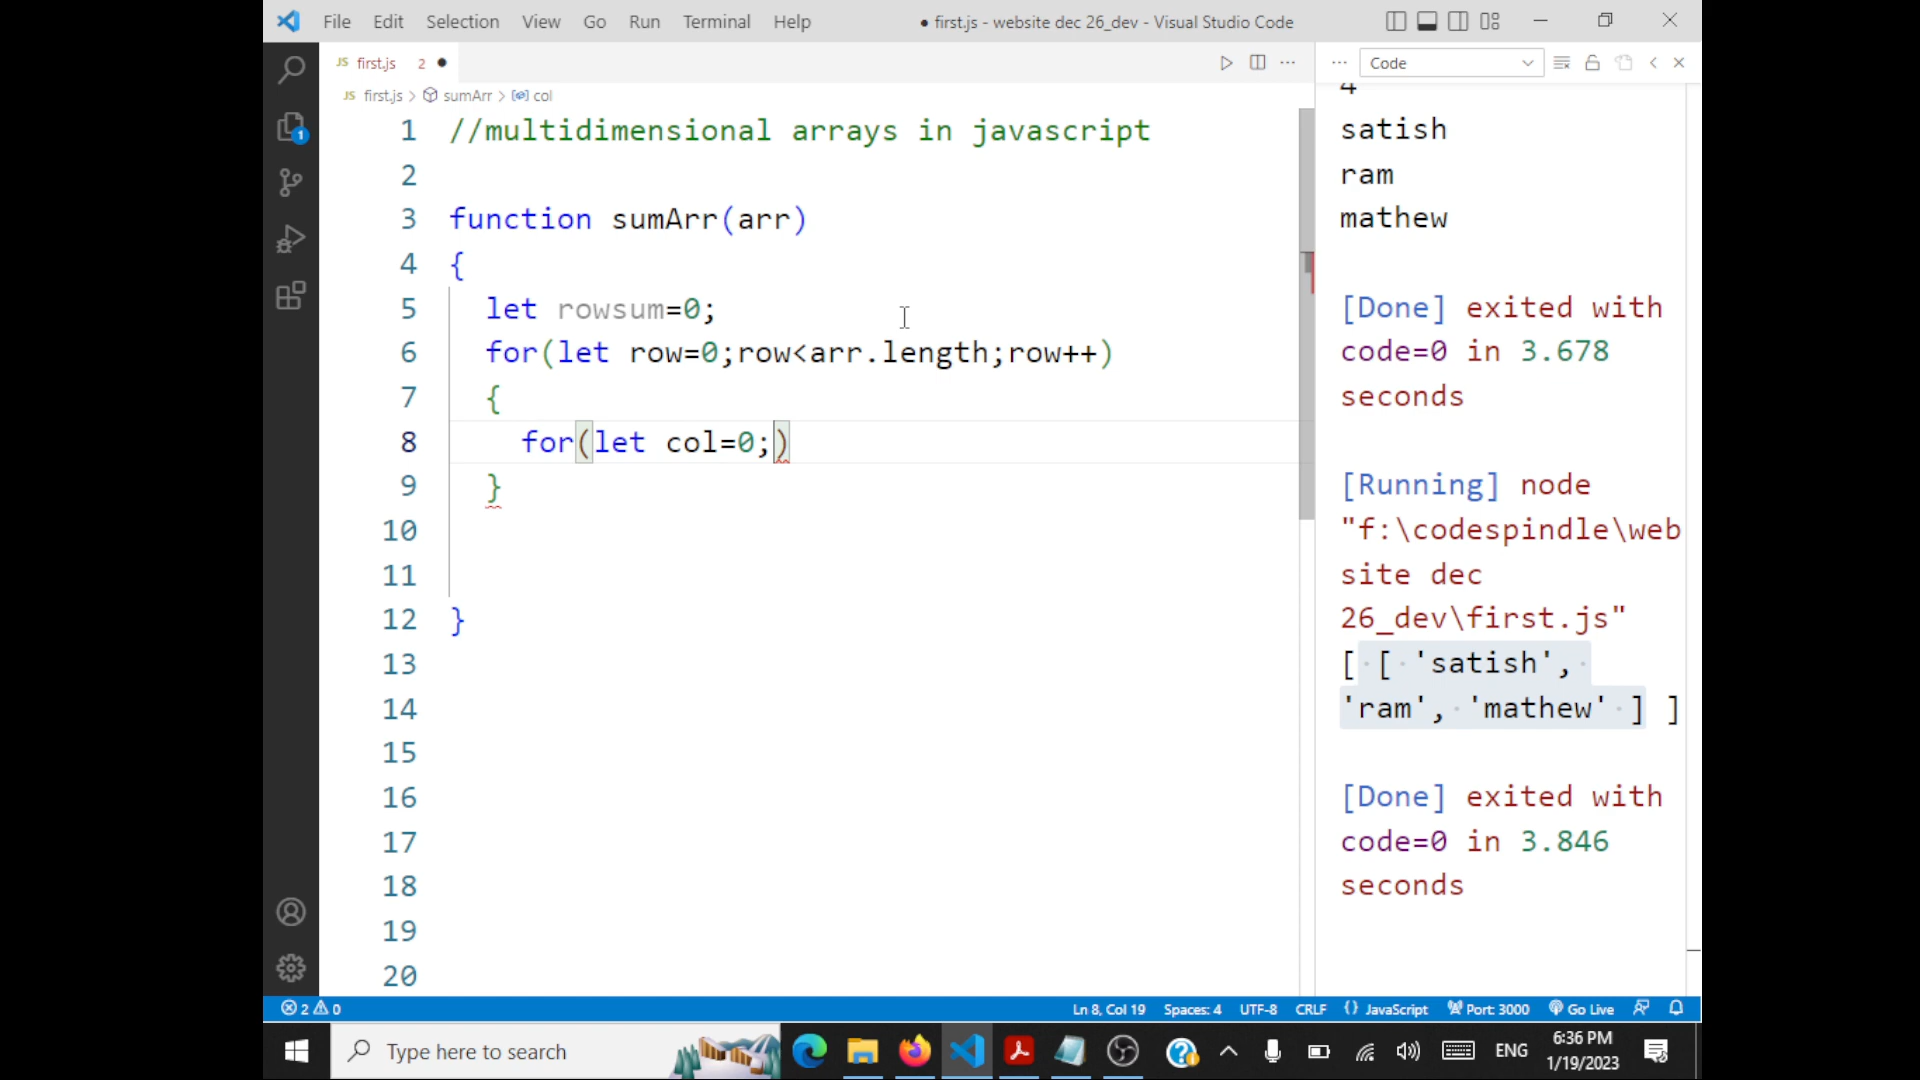 File Edit Selection View Go Run Terminal Help
● first.js - website dec 26_dev - Visual Studio Code
JS first.js 2 ●
Code
JS first.js > sumArr > col
1 //multidimensional arrays in javascript
2
3 function sumArr(arr)
4 {
5 let rowsum=0;
6 for(let row=0;row<arr.length;row++)
7 {
8 for(let col=0;)
9 }
10
11
12 }
13
14
15
16
17
18
19
20
4
satish
ram
mathew
[Done] exited with
code=0 in 3.678
seconds
[Running] node
"f:\codespindle\web
site dec
26_dev\first.js"
[ [ 'satish',
'ram', 'mathew' ] ]
[Done] exited with
code=0 in 3.846
seconds
1
2 0
Ln 8, Col 19 Spaces: 4 UTF-8 CRLF {} JavaScript Port: 3000 Go Live
Type here to search
ENG
6:36 PM
1/19/2023